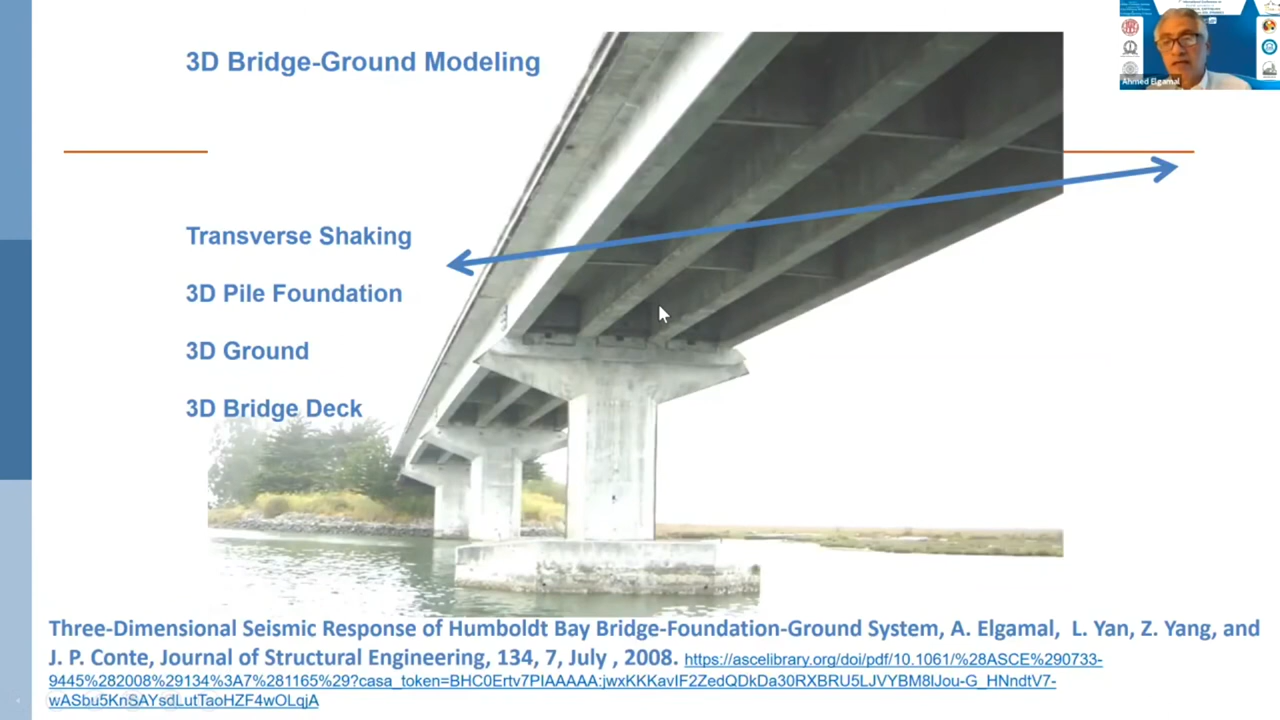 3D Bridge-Ground Modeling
Ahmed Elgamal
Transverse Shaking
3D Pile Foundation
3D Ground
3D Bridge Deck
Three-Dimensional Seismic Response of Humboldt Bay Bridge-Foundation-Ground System, A. Elgamal, L. Yan, Z. Yang, and
J. P. Conte, Journal of Structural Engineering, 134, 7, July , 2008. https://ascelibrary.org/doi/pdf/10.1061/%28ASCE%290733-
9445%282008%29134%3A7%281165%29?casa_token=BHC0Ertv7PIAAAAA:jwxKKKavIF2ZedQDkDa30RXBRU5LJVYBM8lJou-G_HNndtV7-
wASbu5KnSAYsdLutTaoHZF4wOLqjA